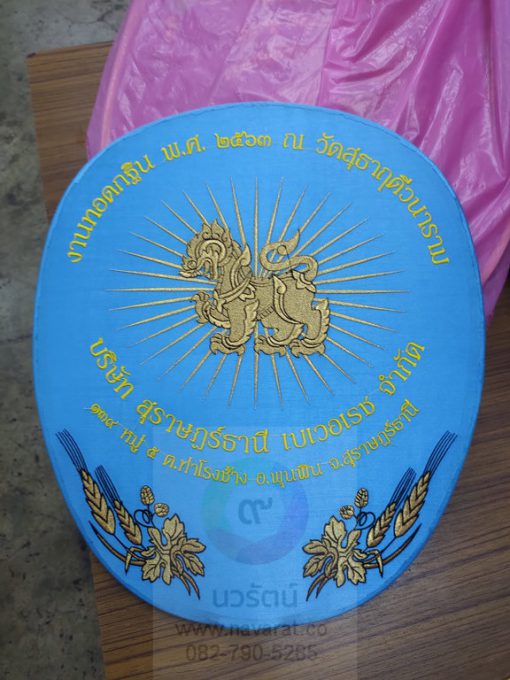 งานทอดกฐิน พ.ศ. ๒๕๖๓ ณ วัดสุธาฤดีวนาราม
บริษัท สุราษฎร์ธานี เบเวอเรช จำกัด
๑๓๙ หมู่ ๕ ต.ท่าโรงช้าง อ.พุนพิน จ.สุราษฎร์ธานี
๙
นวรัตน์
www.navarat.co
082-790-5285